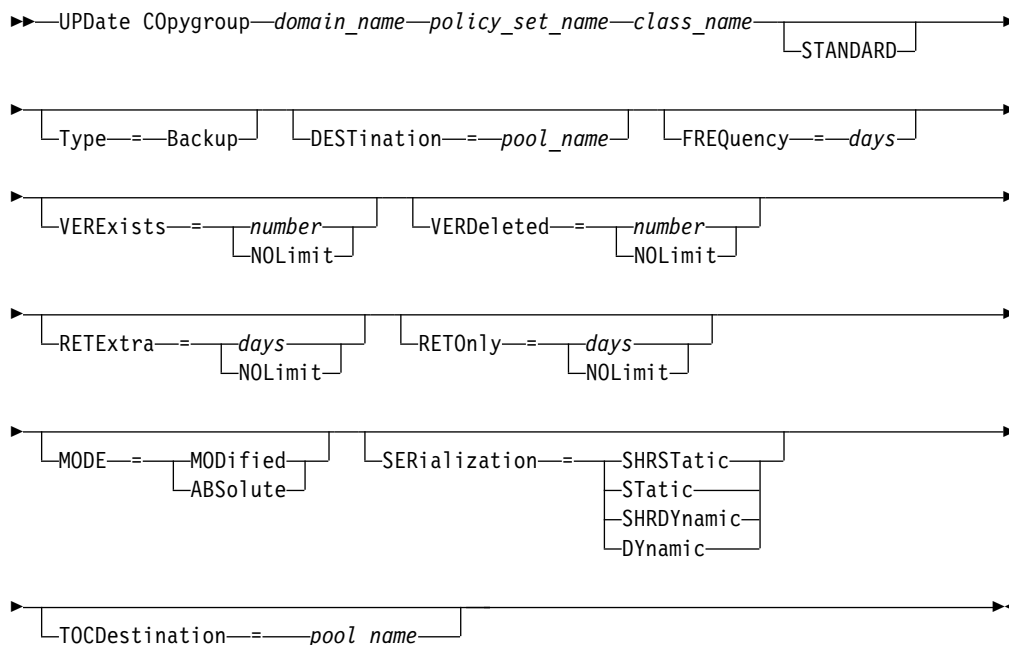 UPDate COpygroup domain_name policy_set_name class_name
STANDARD
Type = Backup DESTination = pool_name FREQuency = days
VERExists = number VERDeleted = number
NOLimit NOLimit
RETExtra = days RETOnly = days
NOLimit NOLimit
MODE = MODified SERialization = SHRSTatic
ABSolute STatic
SHRDYnamic
DYnamic
TOCDestination = pool_name